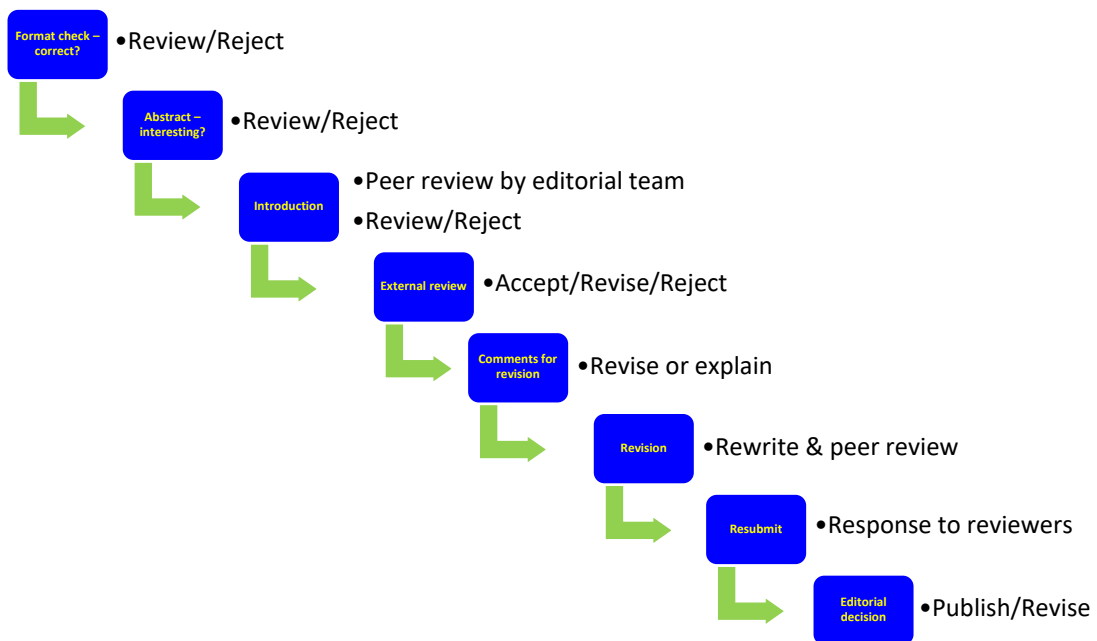 Format check –
correct?
•Review/Reject
Abstract –
interesting?
•Review/Reject
Introduction
•Peer review by editorial team
•Review/Reject
External review
•Accept/Revise/Reject
Comments for
revision
•Revise or explain
Revision
•Rewrite & peer review
Resubmit
•Response to reviewers
Editorial
decision
•Publish/Revise